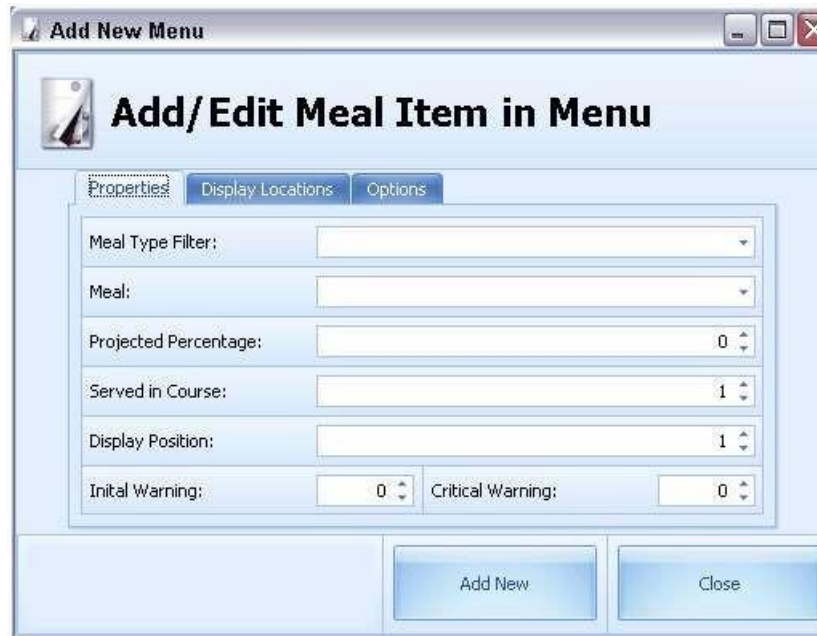 Add New Menu
Add/Edit Meal Item in Menu
Properties Display Locations Options
Meal Type Filter:
Meal:
Projected Percentage: 0
Served in Course: 1
Display Position: 1
Inital Warning: 0 Critical Warning: 0
Add New Close